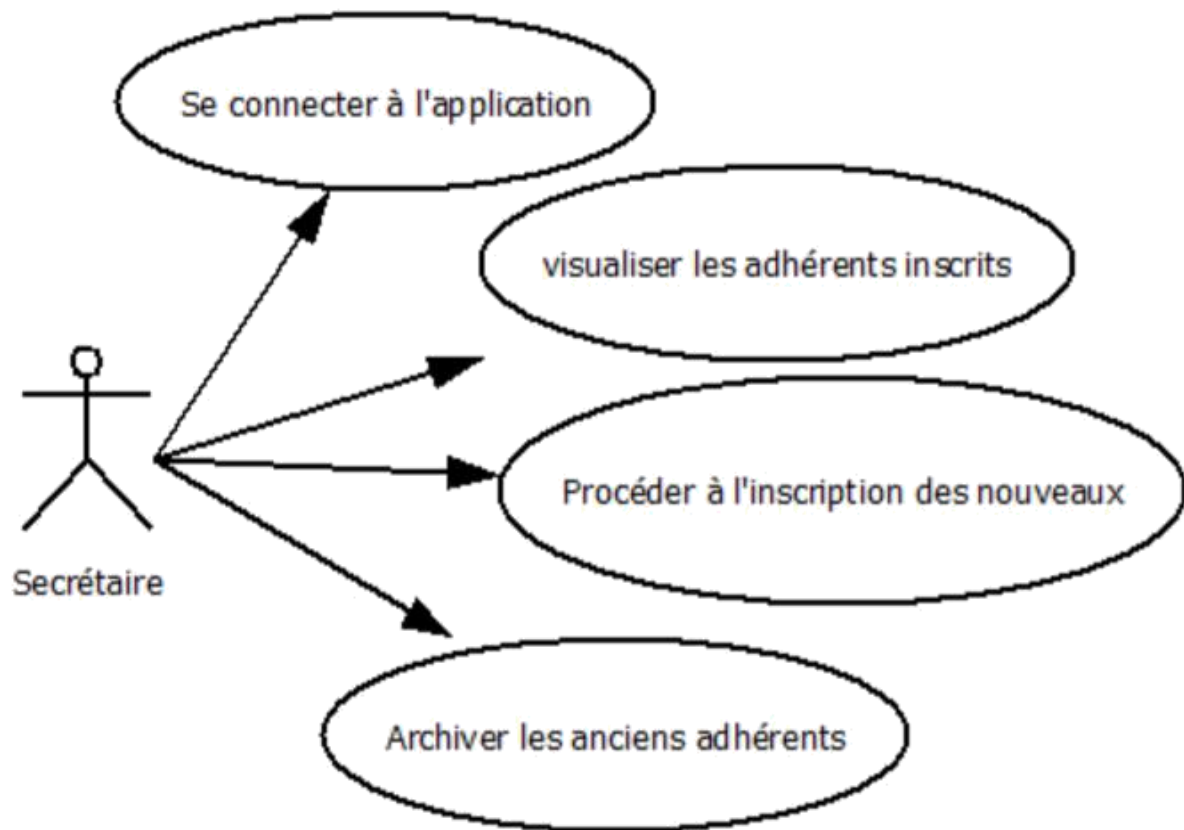 Se connecter à l'application
visualiser les adhérents inscrits
Procéder à l'inscription des nouveaux
Secrétaire
Archiver les anciens adhérents